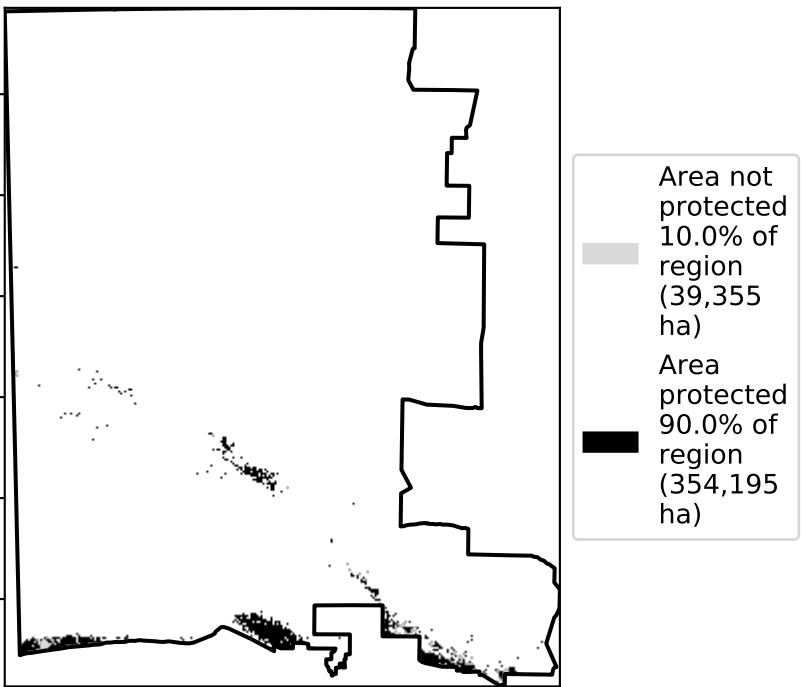 Area not
protected
10.0% of
region
(39,355
ha)
Area
protected
90.0% of
region
(354,195
ha)